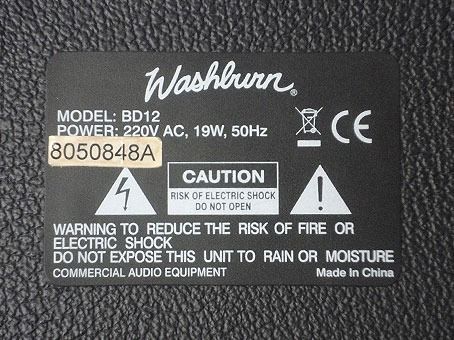 Washburn®
MODEL: BD12
POWER: 220V AC, 19W, 50Hz
CE
8050848A
CAUTION
RISK OF ELECTRIC SHOCK
DO NOT OPEN
WARNING TO REDUCE THE RISK OF FIRE OR
ELECTRIC SHOCK
DO NOT EXPOSE THIS UNIT TO RAIN OR MOISTURE
COMMERCIAL AUDIO EQUIPMENT
Made In China